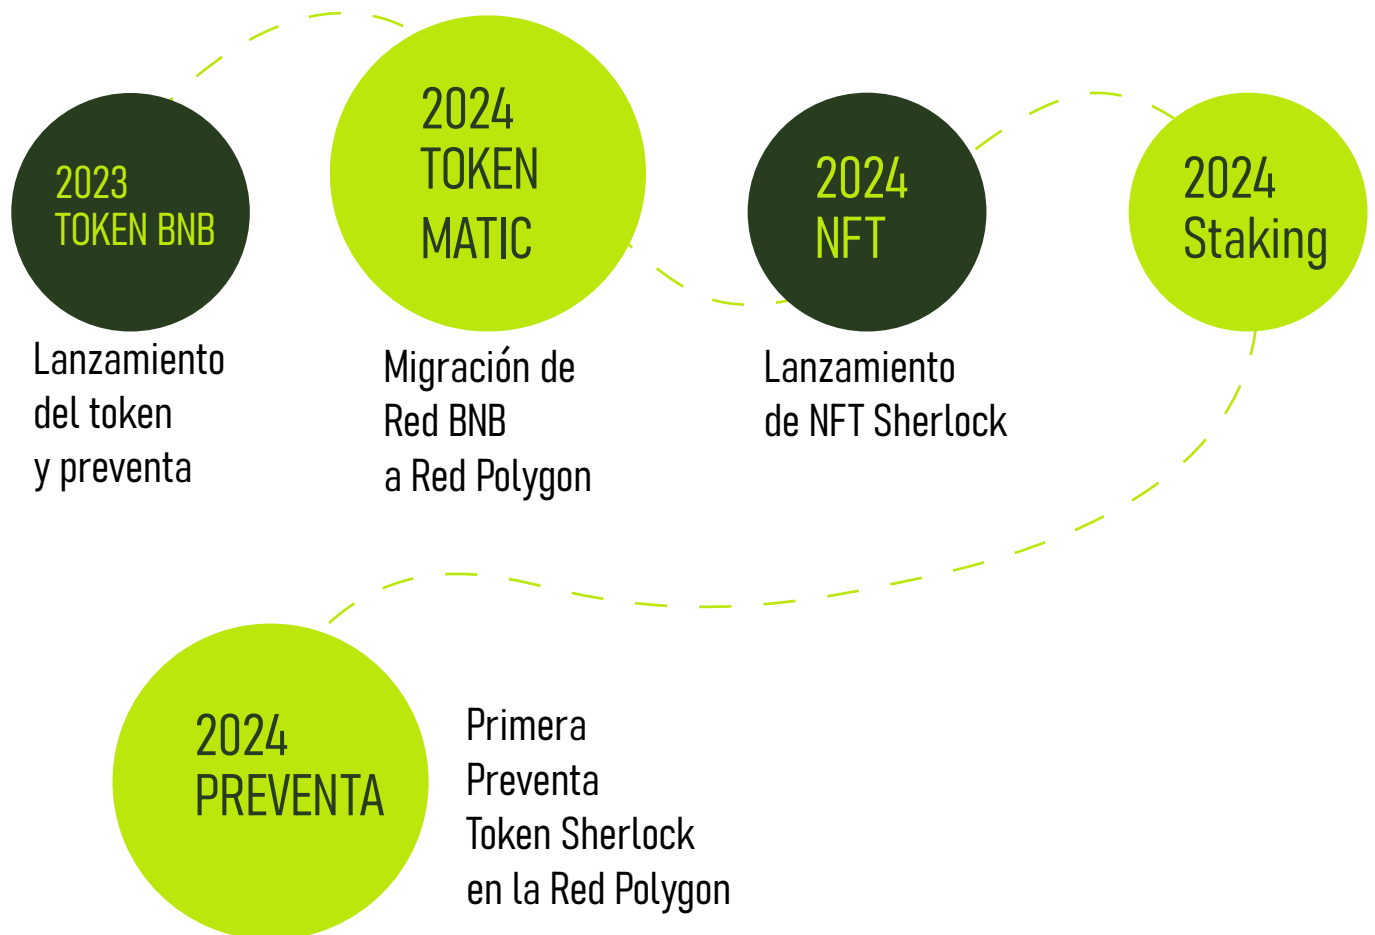 2023
TOKEN BNB
Lanzamiento
del token
y preventa
2024
TOKEN
MATIC
Migración de
Red BNB
a Red Polygon
2024
NFT
Lanzamiento
de NFT Sherlock
2024
Staking
2024
PREVENTA
Primera
Preventa
Token Sherlock
en la Red Polygon